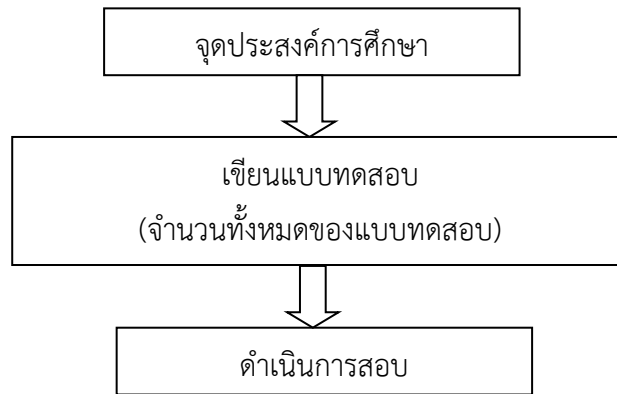 จุดประสงค์การศึกษา
เขียนแบบทดสอบ
(จำนวนทั้งหมดของแบบทดสอบ)
ดำเนินการสอบ